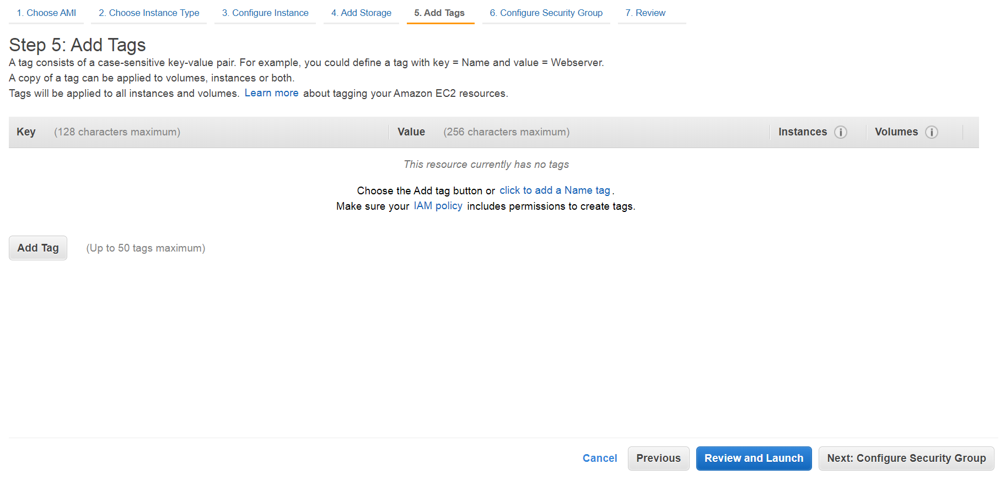 1. Choose AMI 2. Choose Instance Type 3. Configure Instance 4. Add Storage 5. Add Tags 6. Configure Security Group 7. Review
Step 5: Add Tags
A tag consists of a case-sensitive key-value pair. For example, you could define a tag with key = Name and value = Webserver.
A copy of a tag can be applied to volumes, instances or both.
Tags will be applied to all instances and volumes. Learn more about tagging your Amazon EC2 resources.
Key (128 characters maximum) Value (256 characters maximum) Instances i Volumes i
This resource currently has no tags
Choose the Add tag button or click to add a Name tag.
Make sure your IAM policy includes permissions to create tags.
Add Tag (Up to 50 tags maximum)
Cancel Previous Review and Launch Next: Configure Security Group